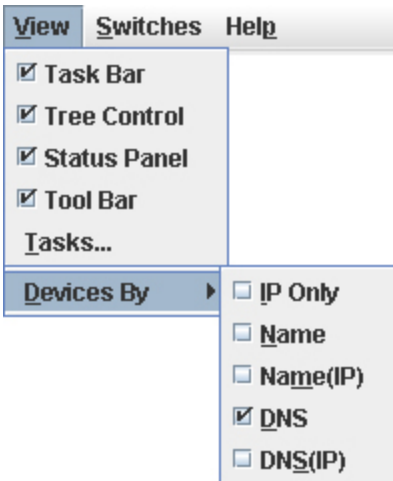 View Switches Help
Task Bar
Tree Control
Status Panel
Tool Bar
Tasks...
Devices By
IP Only
Name
Name(IP)
DNS
DNS(IP)